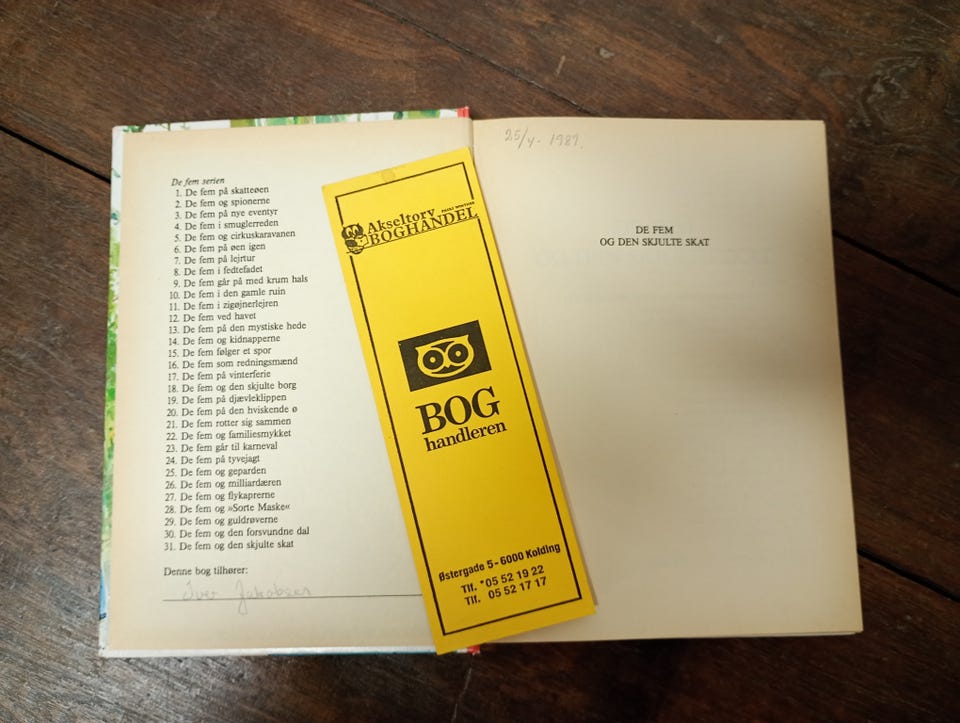 De fem serien
1. De fem på skatteøen
2. De fem og spionerne
3. De fem på nye eventyr
4. De fem i smuglerreden
5. De fem og cirkuskaravanen
6. De fem på øen igen
7. De fem på lejrtur
8. De fem i fedtefadet
9. De fem går på med krum hals
10. De fem i den gamle ruin
11. De fem i zigøjnerlejren
12. De fem ved havet
13. De fem på den mystiske hede
14. De fem og kidnapperne
15. De fem følger et spor
16. De fem som redningsmænd
17. De fem på vinterferie
18. De fem og den skjulte borg
19. De fem på djævleklippen
20. De fem på den hviskende ø
21. De fem rotter sig sammen
22. De fem og familiesmykket
23. De fem går til karneval
24. De fem på tyvejagt
25. De fem og geparden
26. De fem og milliardæren
27. De fem og flykaprerne
28. De fem og »Sorte Maske«
29. De fem og guldrøverne
30. De fem og den forsvundne dal
31. De fem og den skjulte skat
Denne bog tilhører:
Iver Jakobsen
Akseltorv
BOGHANDEL
BOG
handleren
Østergade 5 - 6000 Kolding
Tlf. *05 52 19 22
Tlf. 05 52 17 17
25/4- 1987.
DE FEM
OG DEN SKJULTE SKAT